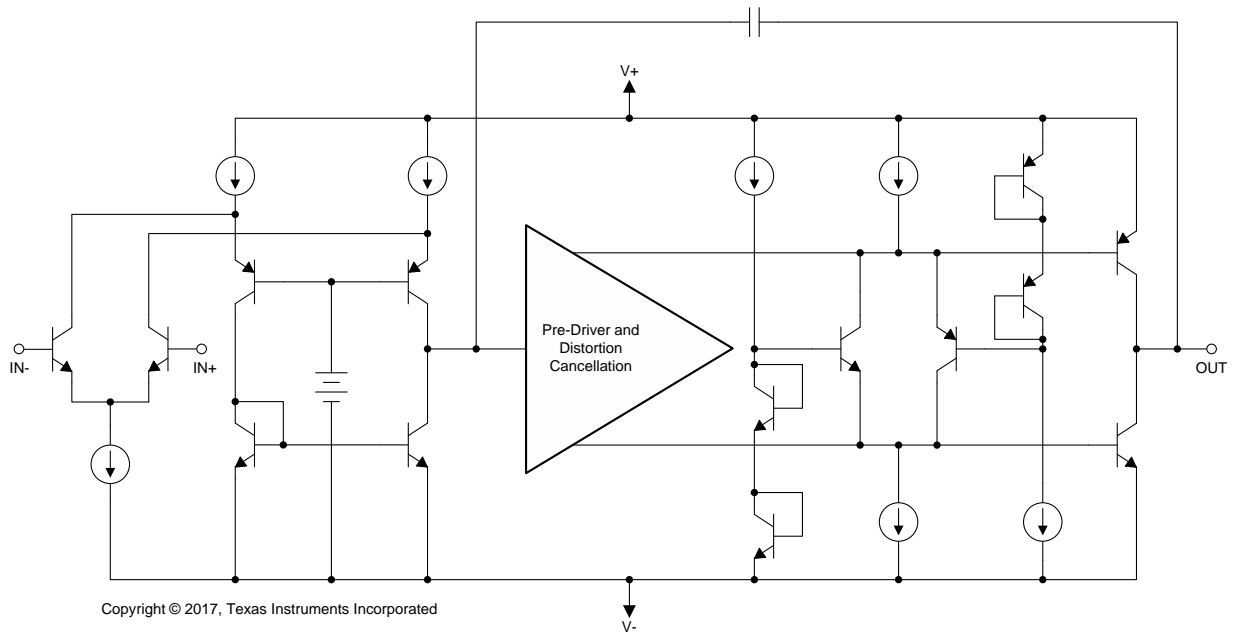 V+
IN-
IN+
Pre-Driver and
Distortion
Cancellation
OUT
Copyright © 2017, Texas Instruments Incorporated
V-